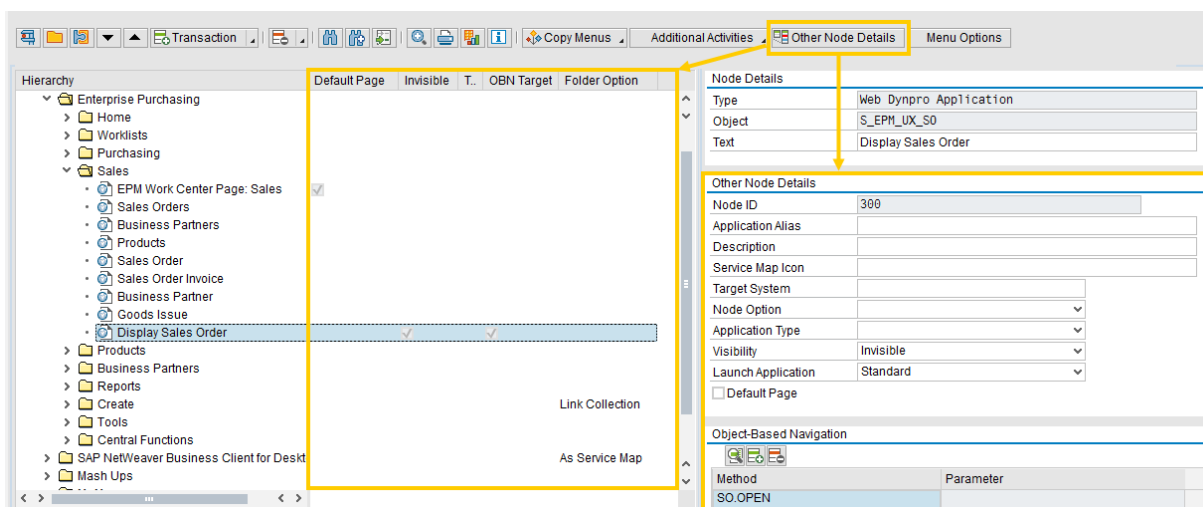 Transaction
Copy Menus
Additional Activities
Other Node Details
Menu Options
Hierarchy
Default Page
Invisible
T..
OBN Target
Folder Option
Enterprise Purchasing
Home
Worklists
Purchasing
Sales
EPM Work Center Page: Sales
Sales Orders
Business Partners
Products
Sales Order
Sales Order Invoice
Business Partner
Goods Issue
Display Sales Order
Products
Business Partners
Reports
Create
Link Collection
Tools
Central Functions
SAP NetWeaver Business Client for Deskt
As Service Map
Mash Ups
Node Details
Type
Web Dynpro Application
Object
S_EPM_UX_SO
Text
Display Sales Order
Other Node Details
Node ID
300
Application Alias
Description
Service Map Icon
Target System
Node Option
Application Type
Visibility
Invisible
Launch Application
Standard
Default Page
Object-Based Navigation
Method
Parameter
SO.OPEN